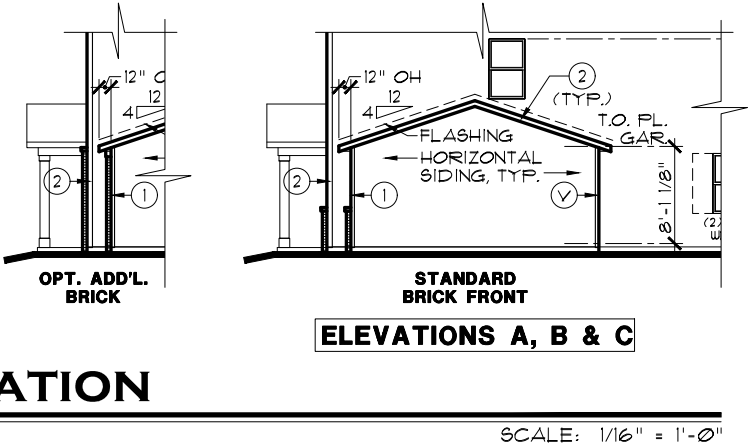 12" O
12
4
2
1
OPT. ADD'L.
BRICK
12" OH
12
4
2
(TYP.)
T.O. PL.
GAR.
FLASHING
HORIZONTAL
SIDING, TYP.
2
1
V
8'-1 1/8"
(2)
W
STANDARD
BRICK FRONT
ELEVATIONS A, B & C
ATION
SCALE: 1/16" = 1'-0"